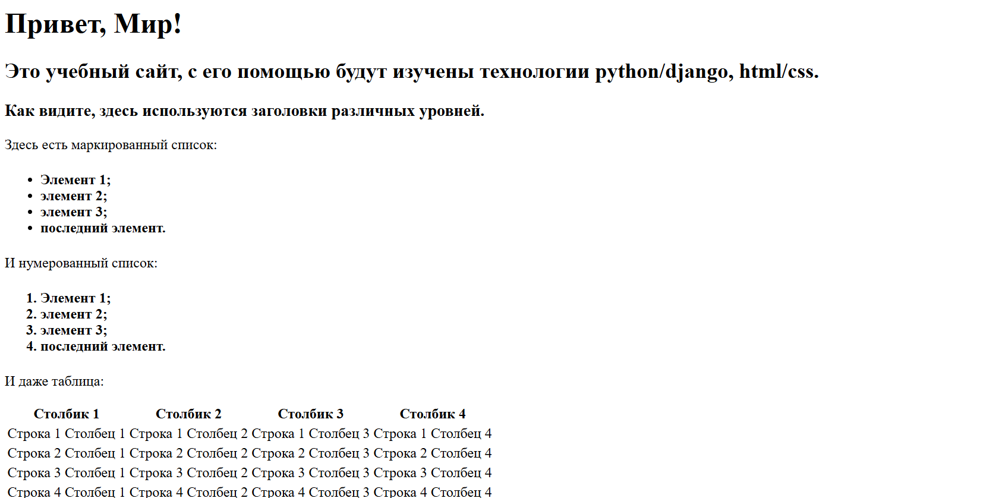 Привет, Мир!
Это учебный сайт, с его помощью будут изучены технологии python/django, html/css.
Как видите, здесь используются заголовки различных уровней.
Здесь есть маркированный список:
• Элемент 1;
• элемент 2;
• элемент 3;
• последний элемент.
И нумерованный список:
1. Элемент 1;
2. элемент 2;
3. элемент 3;
4. последний элемент.
И даже таблица:
Столбик 1 Столбик 2 Столбик 3 Столбик 4
Строка 1 Столбец 1 Строка 1 Столбец 2 Строка 1 Столбец 3 Строка 1 Столбец 4
Строка 2 Столбец 1 Строка 2 Столбец 2 Строка 2 Столбец 3 Строка 2 Столбец 4
Строка 3 Столбец 1 Строка 3 Столбец 2 Строка 3 Столбец 3 Строка 3 Столбец 4
Строка 4 Столбец 1 Строка 4 Столбец 2 Строка 4 Столбец 3 Строка 4 Столбец 4